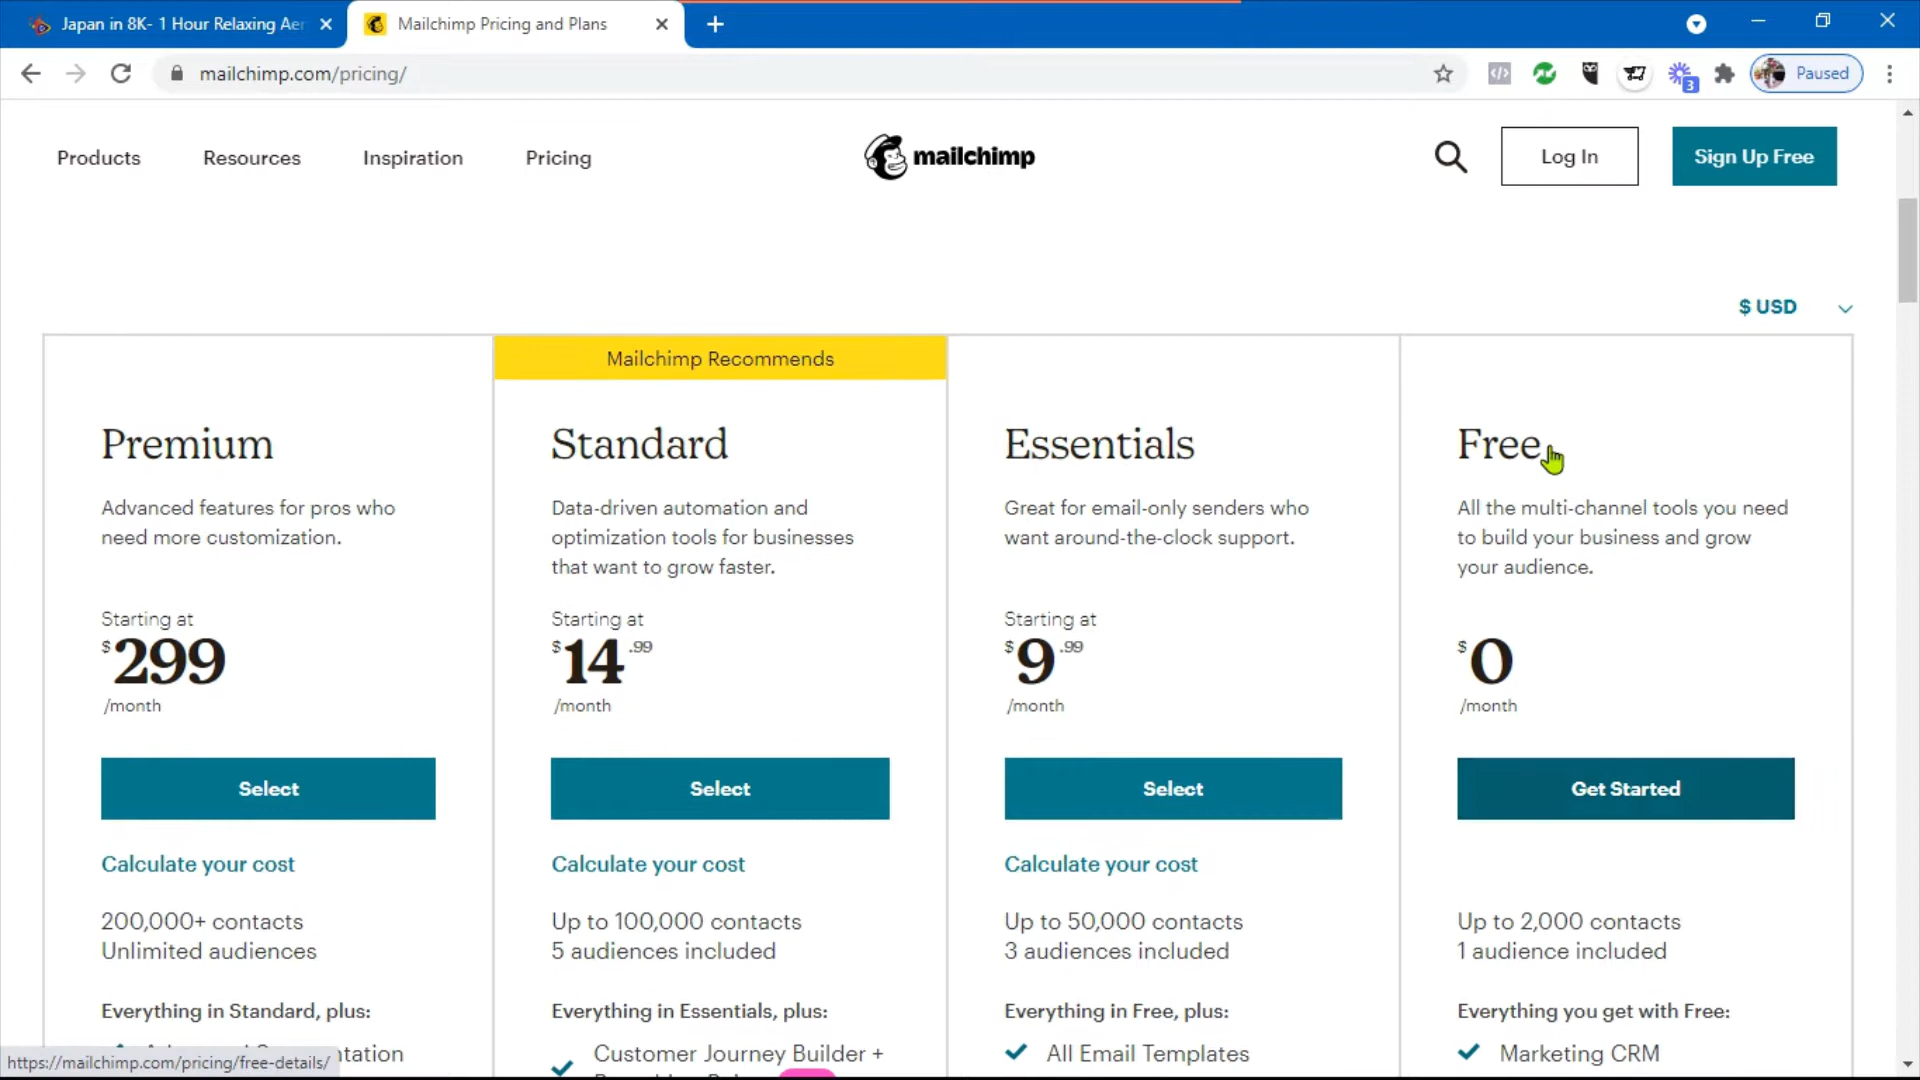 Japan in 8K- 1 Hour Relaxing Aer
Mailchimp Pricing and Plans
mailchimp.com/pricing/
3
Paused
Products
Resources
Inspiration
Pricing
mailchimp
Log In
Sign Up Free
$ USD
Mailchimp Recommends
Premium
Standard
Essentials
Free
Advanced features for pros who
need more customization.
Data-driven automation and
optimization tools for businesses
that want to grow faster.
Great for email-only senders who
want around-the-clock support.
All the multi-channel tools you need
to build your business and grow
your audience.
Starting at
$299
/month
Starting at
$14.99
/month
Starting at
$9.99
/month
$0
/month
Select
Select
Select
Get Started
Calculate your cost
Calculate your cost
Calculate your cost
200,000+ contacts
Unlimited audiences
Up to 100,000 contacts
5 audiences included
Up to 50,000 contacts
3 audiences included
Up to 2,000 contacts
1 audience included
Everything in Standard, plus:
Everything in Essentials, plus:
Everything in Free, plus:
Everything you get with Free:
Customer Journey Builder +
All Email Templates
Marketing CRM
https://mailchimp.com/pricing/free-details/